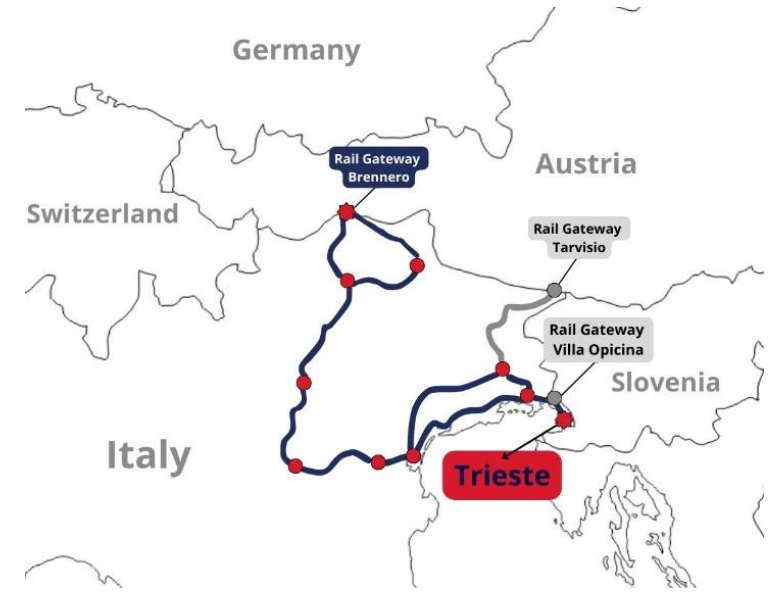 Germany
Rail Gateway
Brennero
Austria
Switzerland
Rail Gateway
Tarvisio
Rail Gateway
Villa Opicina
Slovenia
Italy
Trieste